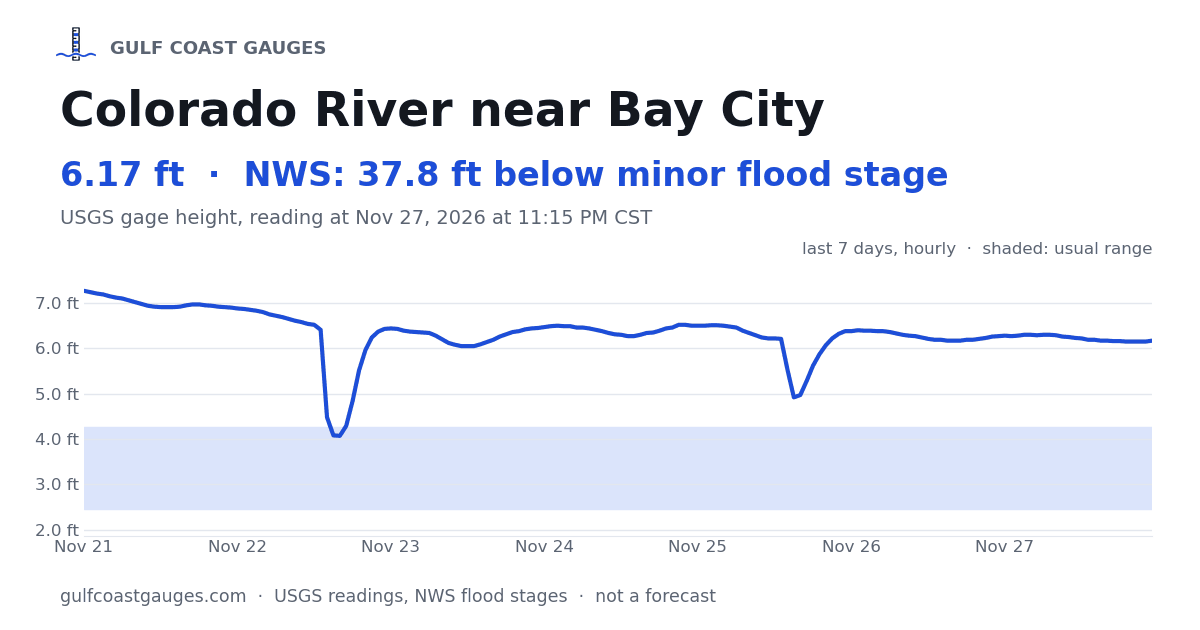 GULF COAST GAUGES
Colorado River near Bay City
6.17 ft · NWS: 37.8 ft below minor flood stage
USGS gage height, reading at Nov 27, 2026 at 11:15 PM CST
last 7 days, hourly · shaded: usual range
7.0 ft
6.0 ft
5.0 ft
4.0 ft
3.0 ft
2.0 ft
Nov 21 Nov 22 Nov 23 Nov 24 Nov 25 Nov 26 Nov 27
gulfcoastgauges.com · USGS readings, NWS flood stages · not a forecast